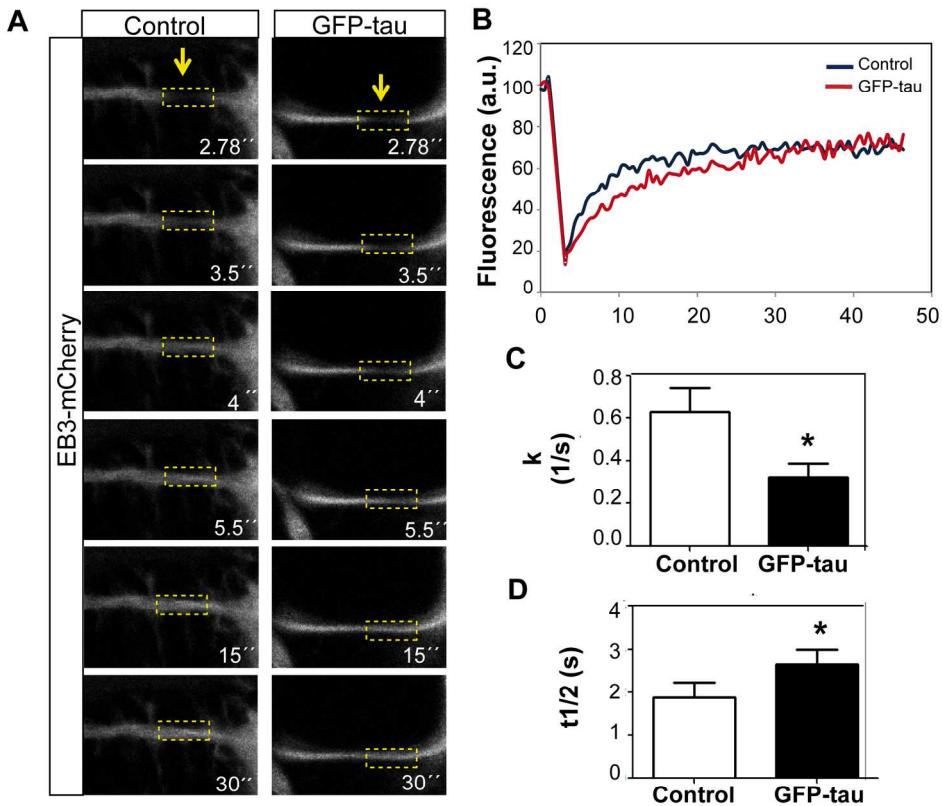 A
Control
GFP-tau
EB3-mCherry
2.78´´
2.78´´
3.5´´
3.5´´
4´´
4´´
5.5´´
5.5´´
15´´
15´´
30´´
30´´
B
Fluorescence (a.u.)
120
100
80
60
40
20
0
0 10 20 30 40 50
Control
GFP-tau
C
k
(1/s)
0.8
0.6
0.4
0.2
0.0
*
Control GFP-tau
D
t1/2 (s)
4
3
2
1
0
*
Control GFP-tau